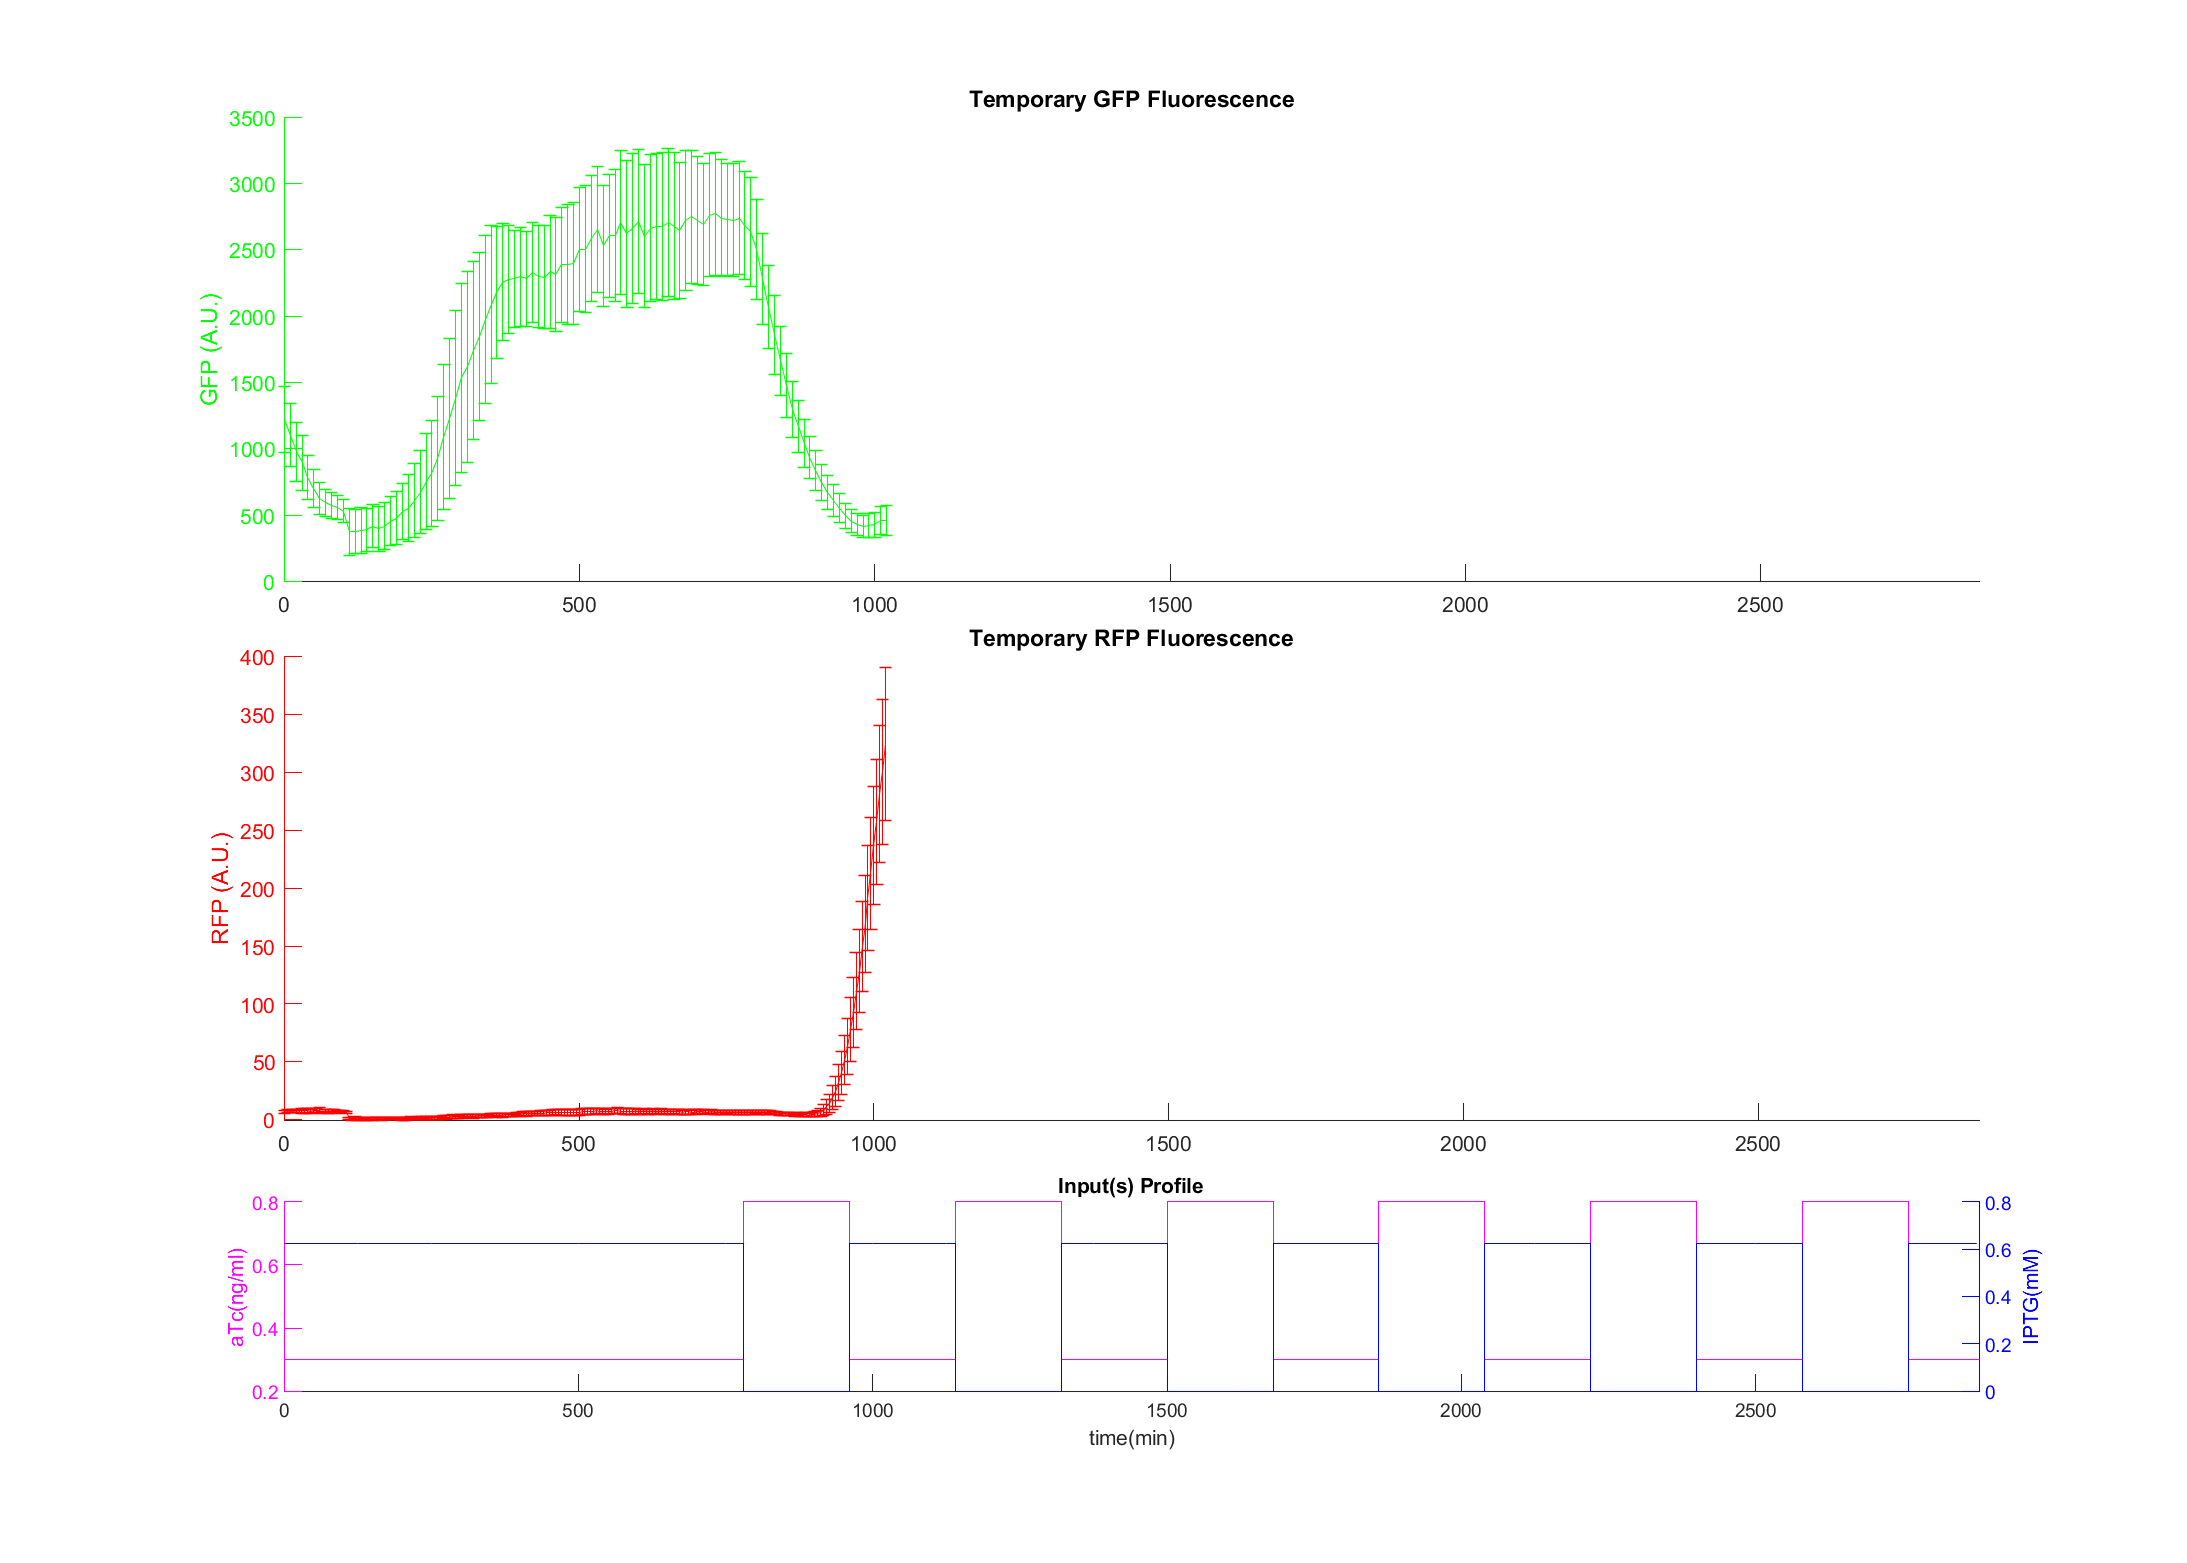 Temporary GFP Fluorescence
3500
3000
2500
2000
1500
1000
500
0
GFP (A.U.)
0 500 1000 1500 2000 2500
Temporary RFP Fluorescence
400
350
300
250
200
150
100
50
0
RFP (A.U.)
0 500 1000 1500 2000 2500
Input(s) Profile
0.8
0.6
0.4
0.2
aTc(ng/ml)
0.8
0.6
0.4
0.2
0
IPTG(mM)
0 500 1000 1500 2000 2500
time(min)